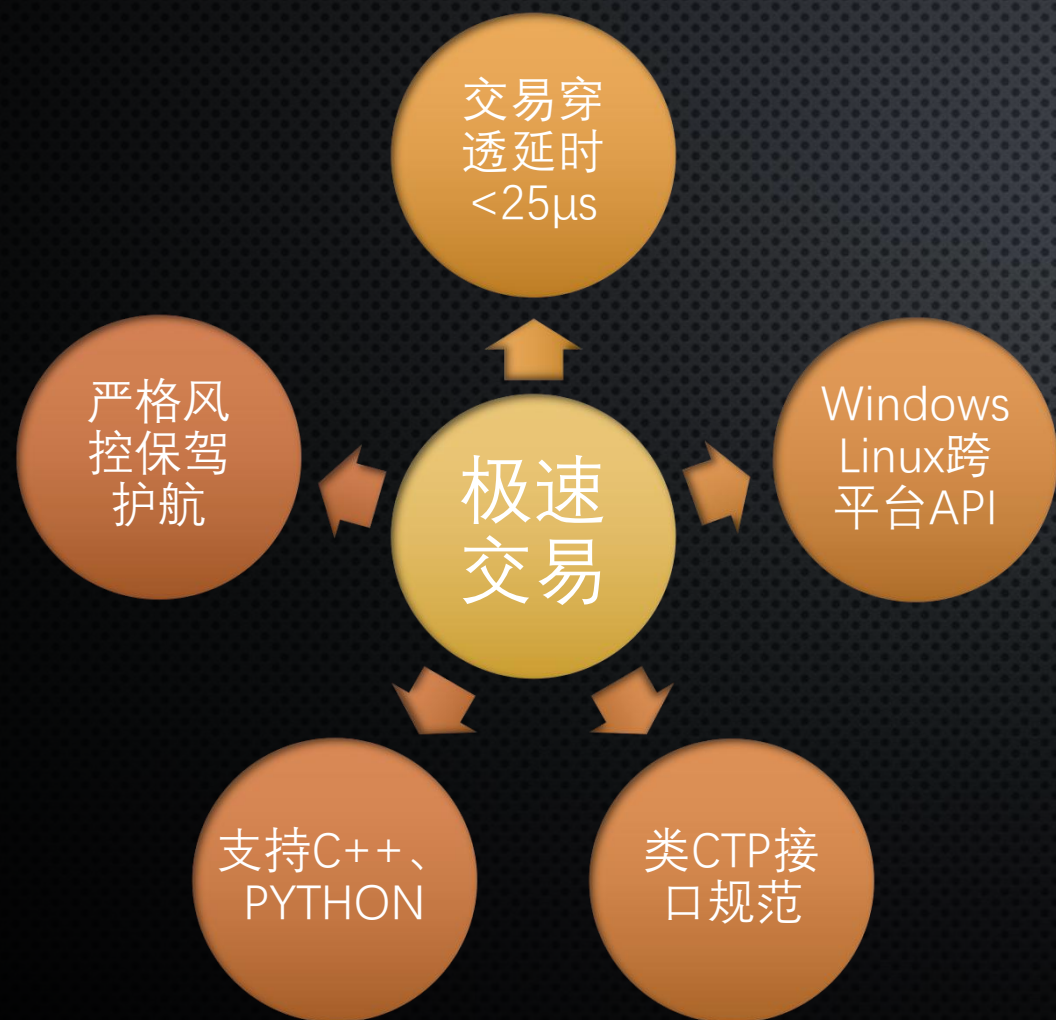 交易穿
透延时
<25μs
严格风
控保驾
护航
Windows
Linux跨
平台API
极速
交易
支持C++、
PYTHON
类CTP接
口规范